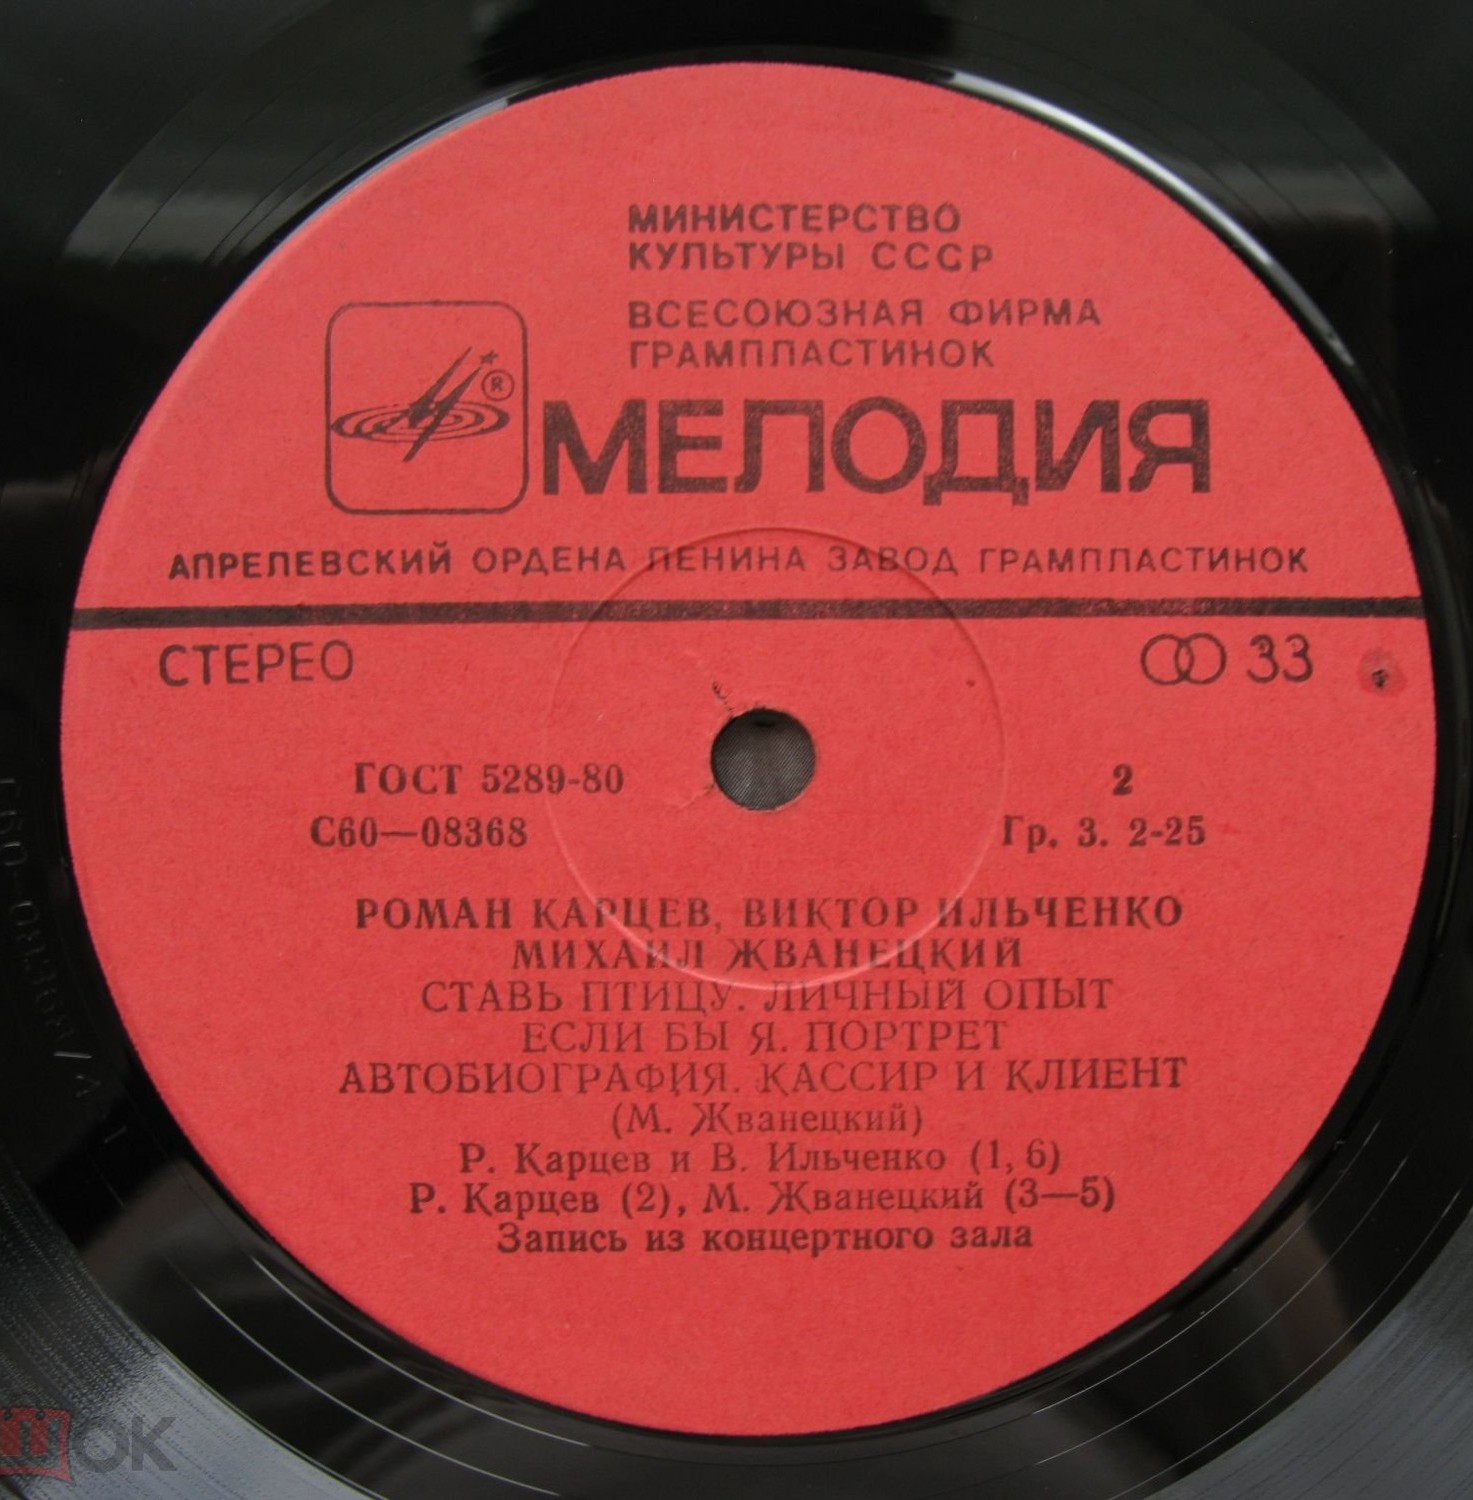 МИНИСТЕРСТВО
КУЛЬТУРЫ СССР
ВСЕСОЮЗНАЯ ФИРМА
ГРАМПЛАСТИНОК
®
МЕЛОДИЯ
АПРЕЛЕВСКИЙ ОРДЕНА ЛЕНИНА ЗАВОД ГРАМПЛАСТИНОК
СТЕРЕО 33
ГОСТ 5289-80 2
С60—08368 Гр. 3. 2-25
РОМАН КАРЦЕВ, ВИКТОР ИЛЬЧЕНКО
МИХАИЛ ЖВАНЕЦКИЙ
СТАВЬ ПТИЦУ. ЛИЧНЫЙ ОПЫТ
ЕСЛИ БЫ Я. ПОРТРЕТ
АВТОБИОГРАФИЯ. КАССИР И КЛИЕНТ
(М. Жванецкий)
Р. Карцев и В. Ильченко (1, 6)
Р. Карцев (2), М. Жванецкий (3—5)
Запись из концертного зала
ОК